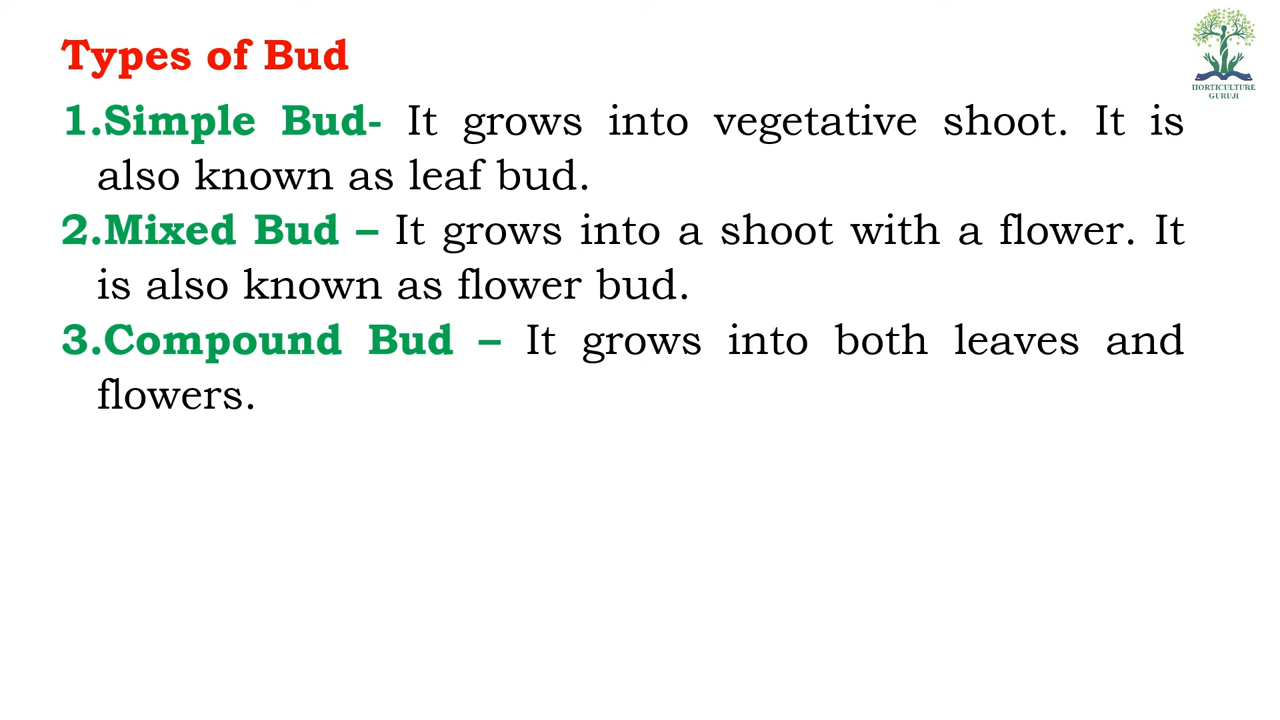 Types of Bud
HORTICULTURE
GURUJI
1.Simple Bud- It grows into vegetative shoot. It is
also known as leaf bud.
2.Mixed Bud – It grows into a shoot with a flower. It
is also known as flower bud.
3.Compound Bud – It grows into both leaves and
flowers.